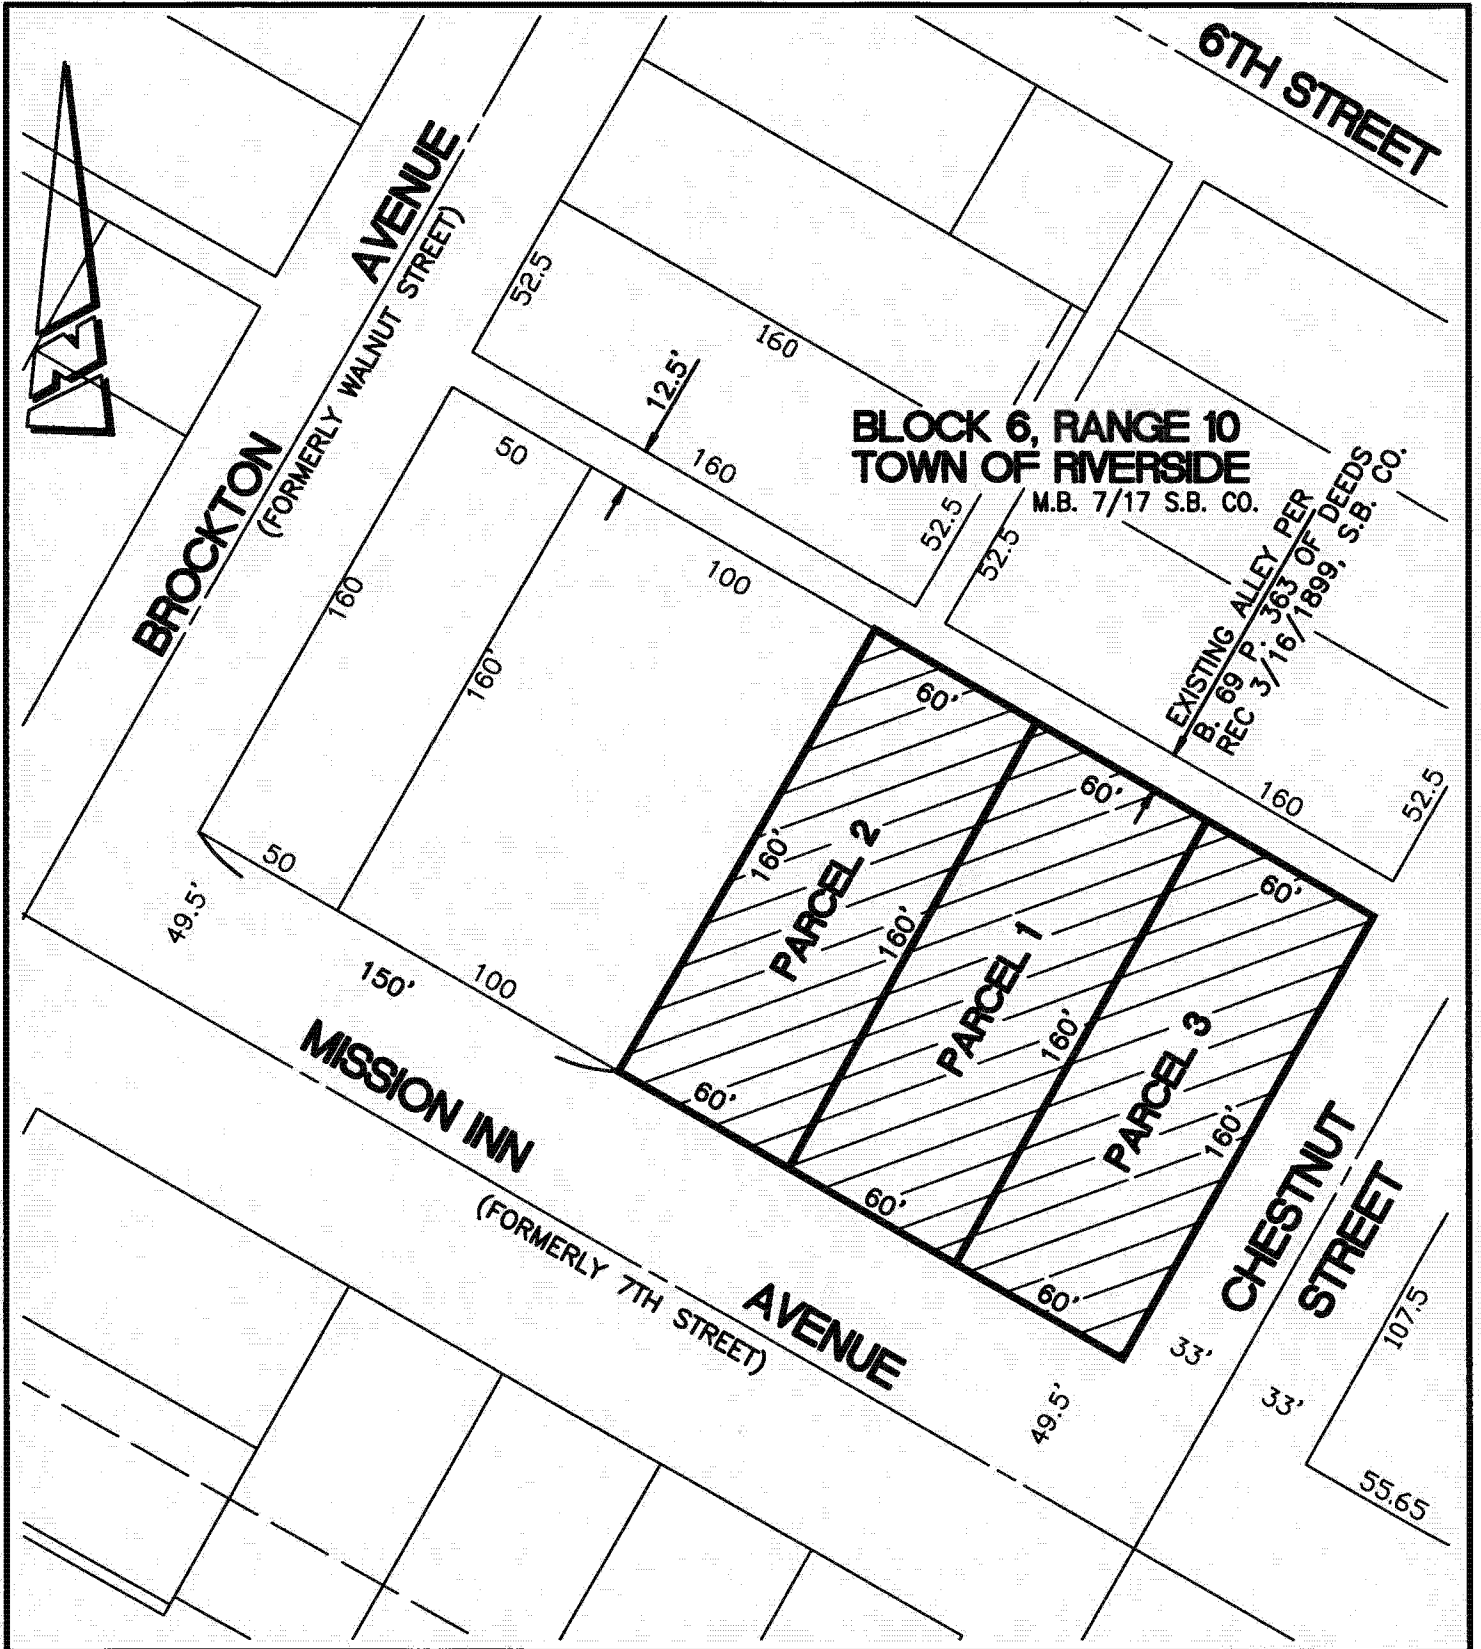 6TH STREET
BROCKTON AVENUE
(FORMERLY WALNUT STREET)
52.5
160
12.5'
160
50
BLOCK 6, RANGE 10
TOWN OF RIVERSIDE
M.B. 7/17 S.B. CO.
52.5
52.5
EXISTING ALLEY PER
B. 69 P. 363 OF DEEDS
REC 3/16/1899, S.B. CO.
160
160'
100
60'
60'
60'
160
52.5
50
49.5'
150'
100
160'
PARCEL 2
160'
PARCEL 1
160'
PARCEL 3
160'
60'
60'
60'
MISSION INN AVENUE
(FORMERLY 7TH STREET)
CHESTNUT
STREET
49.5'
33'
33'
107.5
55.65